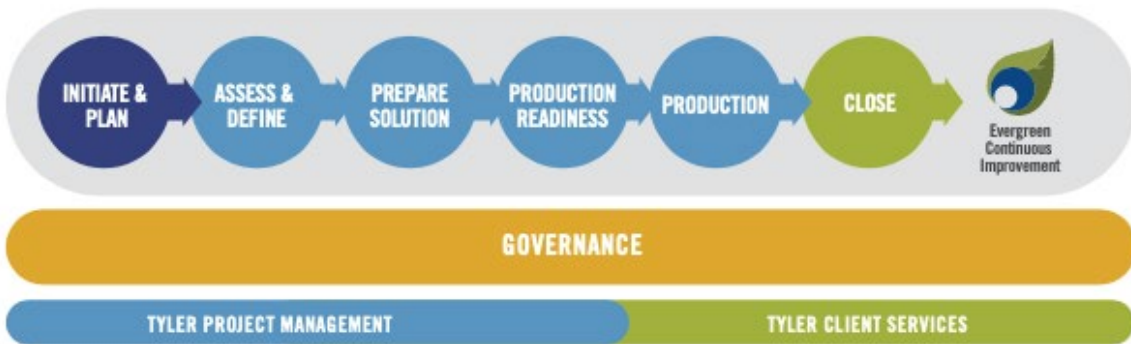 INITIATE &
PLAN
ASSESS &
DEFINE
PREPARE
SOLUTION
PRODUCTION
READINESS
PRODUCTION
CLOSE
Evergreen
Continuous
Improvement
GOVERNANCE
TYLER PROJECT MANAGEMENT
TYLER CLIENT SERVICES